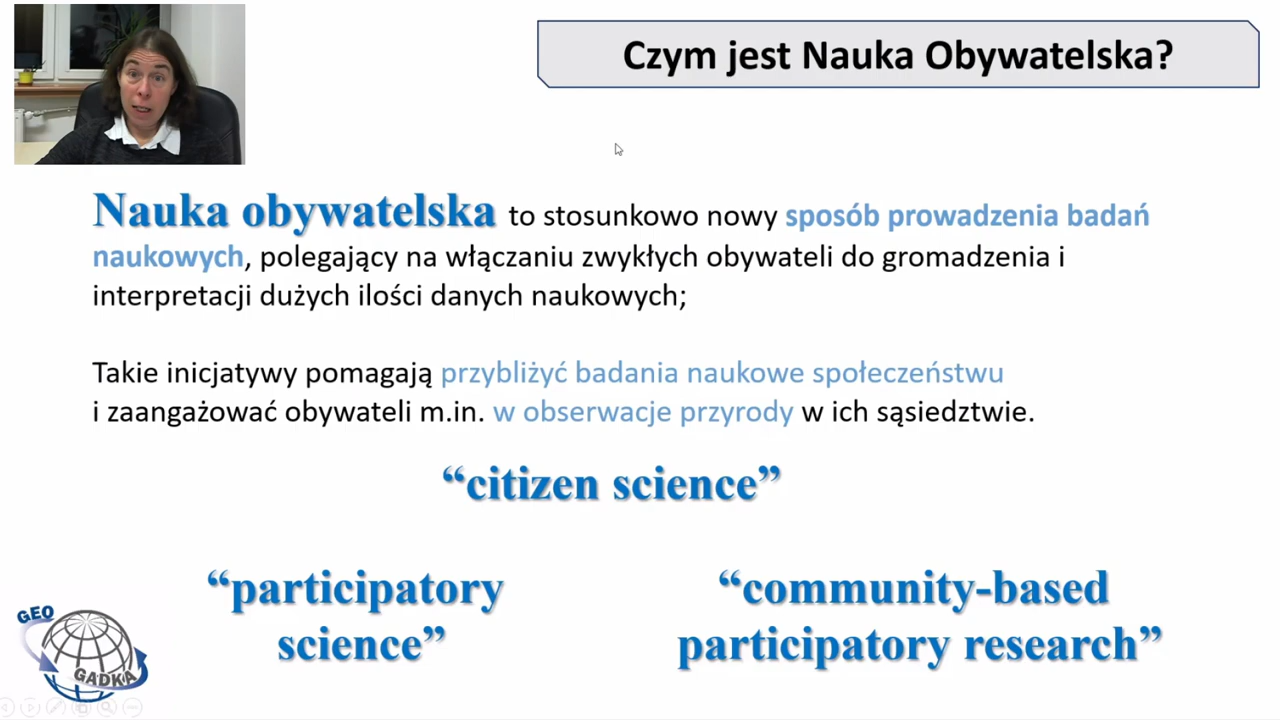 Czym jest Nauka Obywatelska?
Nauka obywatelska to stosunkowo nowy sposób prowadzenia badań
naukowych, polegający na włączaniu zwykłych obywateli do gromadzenia i
interpretacji dużych ilości danych naukowych;
Takie inicjatywy pomagają przybliżyć badania naukowe społeczeństwu
i zaangażować obywateli m.in. w obserwacje przyrody w ich sąsiedztwie.
“citizen science”
“participatory
science”
“community-based
participatory research”
GEO
GADKA